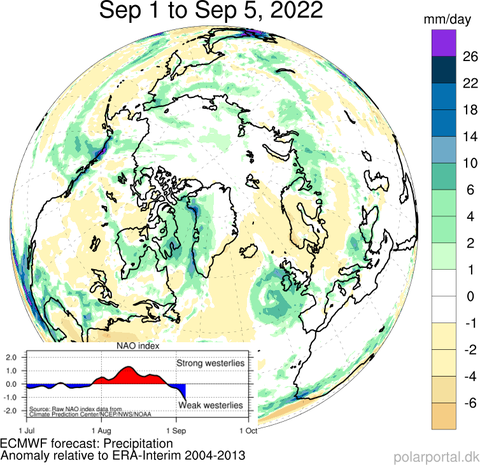 Sep 1 to Sep 5, 2022
mm/day
26
22
18
14
10
6
4
2
1
0
-1
-2
-4
-6
NAO index
2.0
1.0
0.0
-1.0
-2.0
Strong westerlies
Weak westerlies
Source: Raw NAO index data from
Climate Prediction Center/NCEP/NWS/NOAA
1 Jul
1 Aug
1 Sep
1 Oct
ECMWF forecast: Precipitation
Anomaly relative to ERA-Interim 2004-2013
polarportal.dk